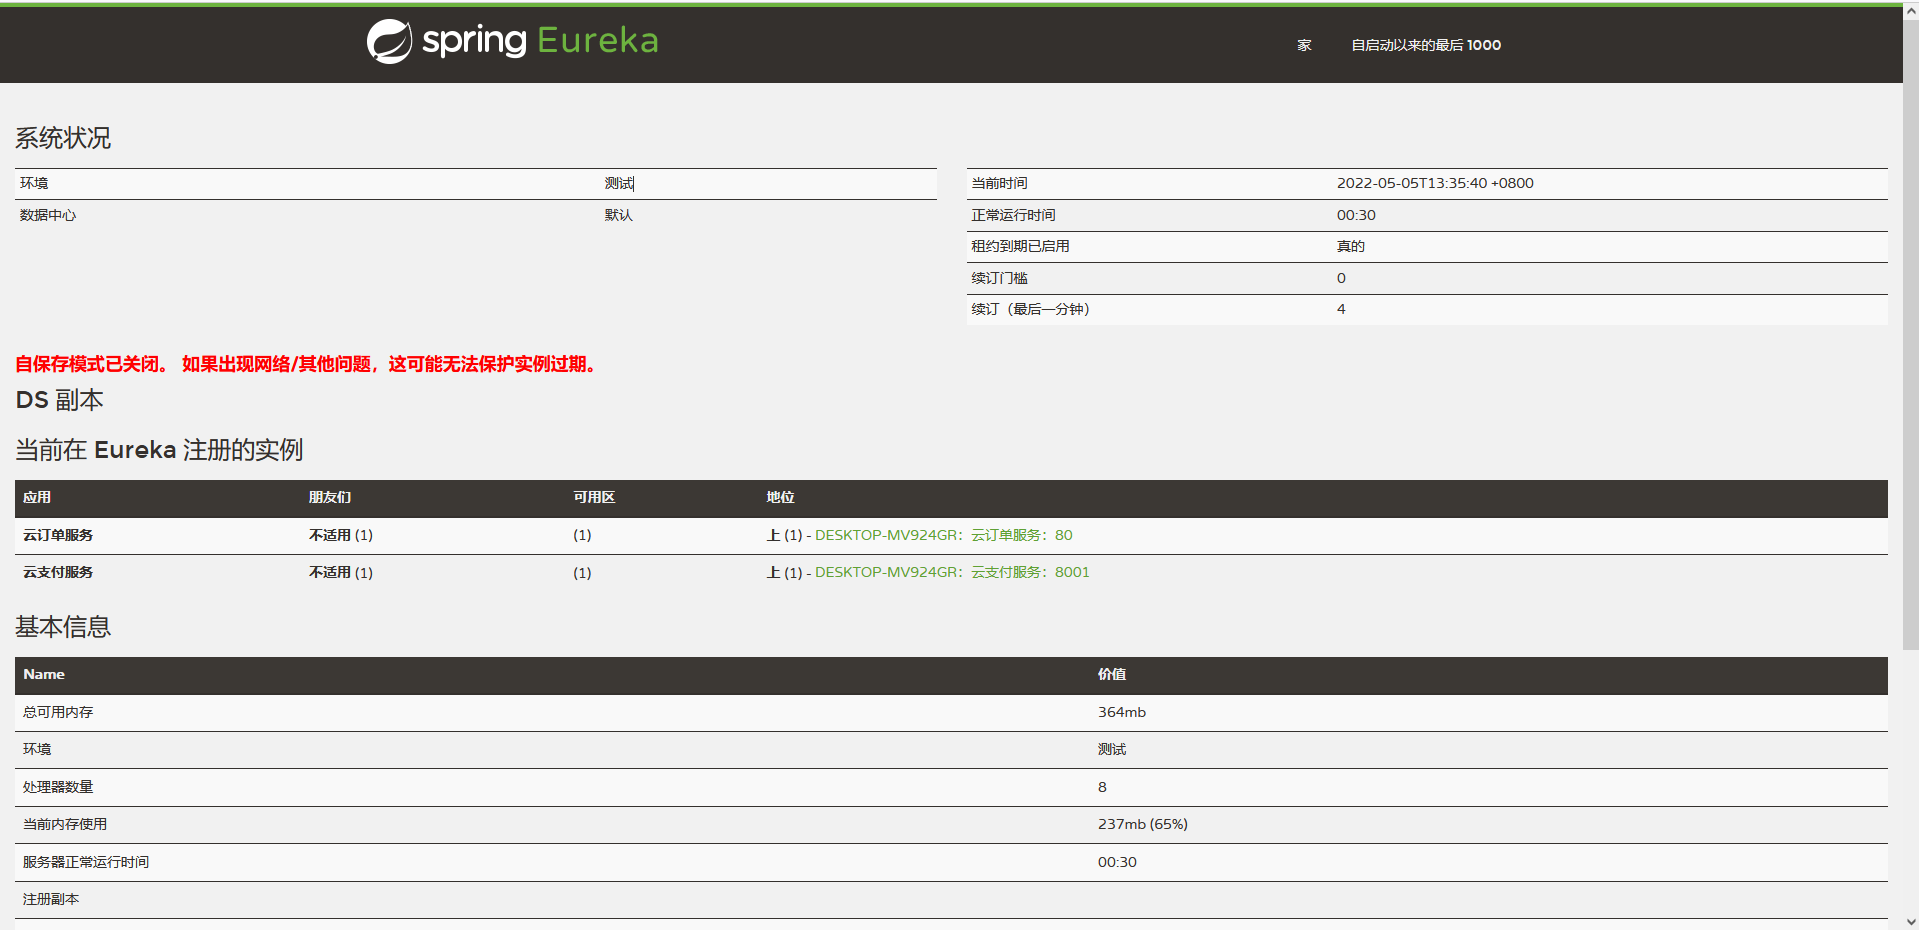 spring Eureka
家 自启动以来的最后 1000
系统状况
环境 测试
数据中心 默认
当前时间 2022-05-05T13:35:40 +0800
正常运行时间 00:30
租约到期已启用 真的
续订门槛 0
续订（最后一分钟） 4
自保存模式已关闭。 如果出现网络/其他问题，这可能无法保护实例过期。
DS 副本
当前在 Eureka 注册的实例
应用 朋友们 可用区 地位
云订单服务 不适用 (1) (1) 上 (1) - DESKTOP-MV924GR：云订单服务：80
云支付服务 不适用 (1) (1) 上 (1) - DESKTOP-MV924GR：云支付服务：8001
基本信息
Name 价值
总可用内存 364mb
环境 测试
处理器数量 8
当前内存使用 237mb (65%)
服务器正常运行时间 00:30
注册副本